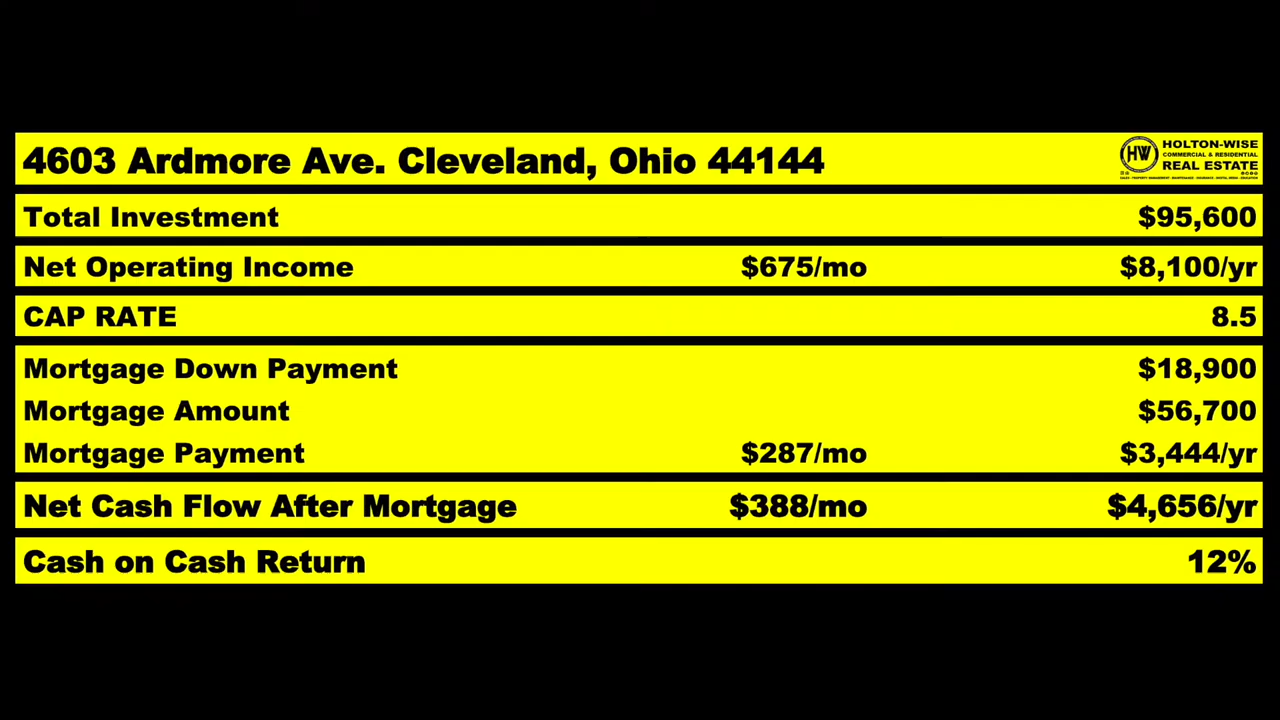 4603 Ardmore Ave. Cleveland, Ohio 44144
HW
HOLTON-WISE
COMMERCIAL & RESIDENTIAL
REAL ESTATE
Total Investment $95,600
Net Operating Income $675/mo $8,100/yr
CAP RATE 8.5
Mortgage Down Payment $18,900
Mortgage Amount $56,700
Mortgage Payment $287/mo $3,444/yr
Net Cash Flow After Mortgage $388/mo $4,656/yr
Cash on Cash Return 12%